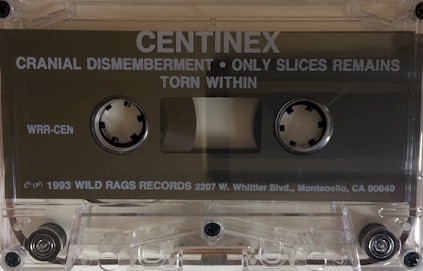 CENTINEX
CRANIAL DISMEMBERMENT • ONLY SLICES REMAINS
TORN WITHIN
WRR-CEN
©℗ 1993 WILD RAGS RECORDS 2207 W. Whittier Blvd., Montebello, CA 90640